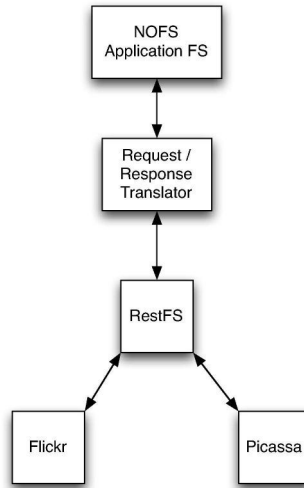 NOFS
Application FS
Request /
Response
Translator
RestFS
Flickr
Picassa